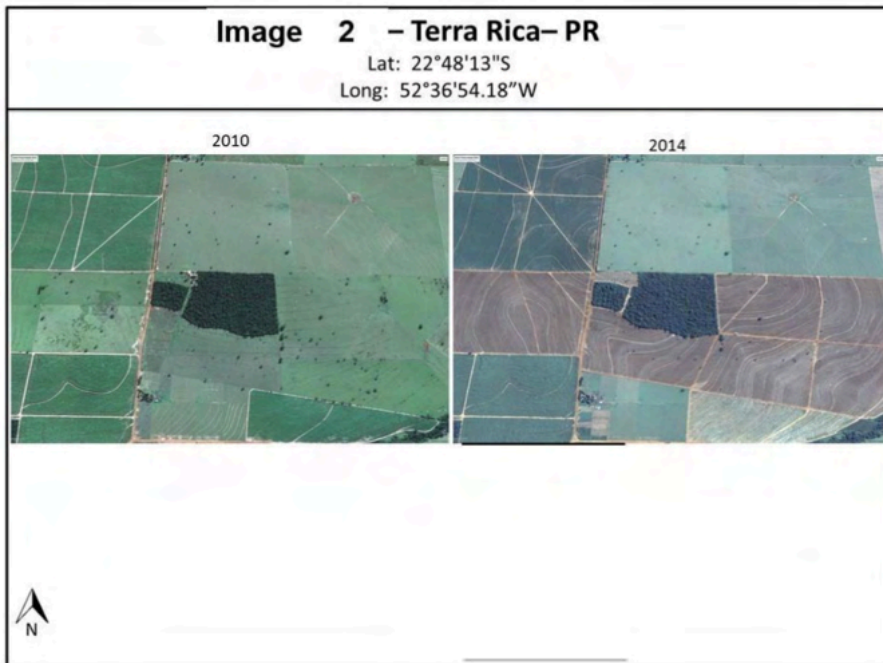 Image 2 – Terra Rica– PR
Lat: 22°48'13"S
Long: 52°36'54.18”W
2010
2014
N